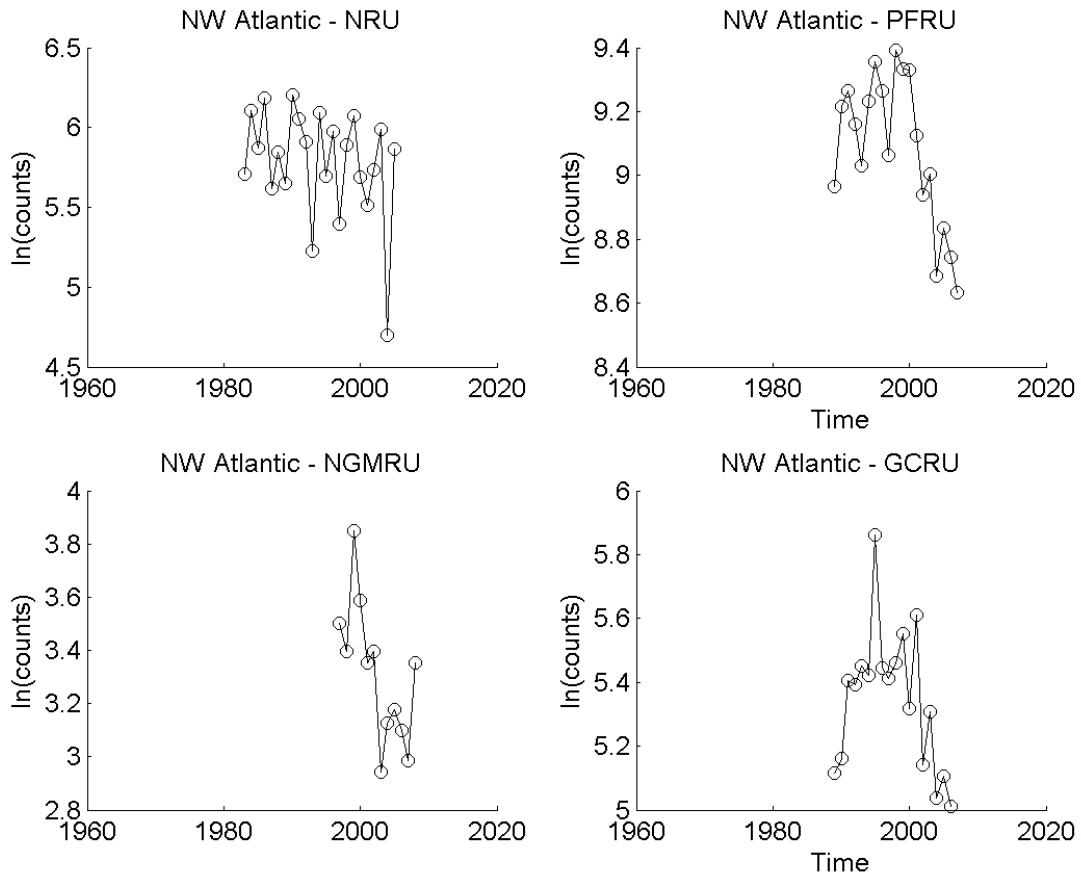 NW Atlantic - NRU
6.5
6
5.5
5
4.5
ln(counts)
1960 1980 2000 2020
NW Atlantic - PFRU
9.4
9.2
9
8.8
8.6
8.4
ln(counts)
1960 1980 2000 2020
Time
NW Atlantic - NGMRU
4
3.8
3.6
3.4
3.2
3
2.8
ln(counts)
1960 1980 2000 2020
NW Atlantic - GCRU
6
5.8
5.6
5.4
5.2
5
ln(counts)
1960 1980 2000 2020
Time